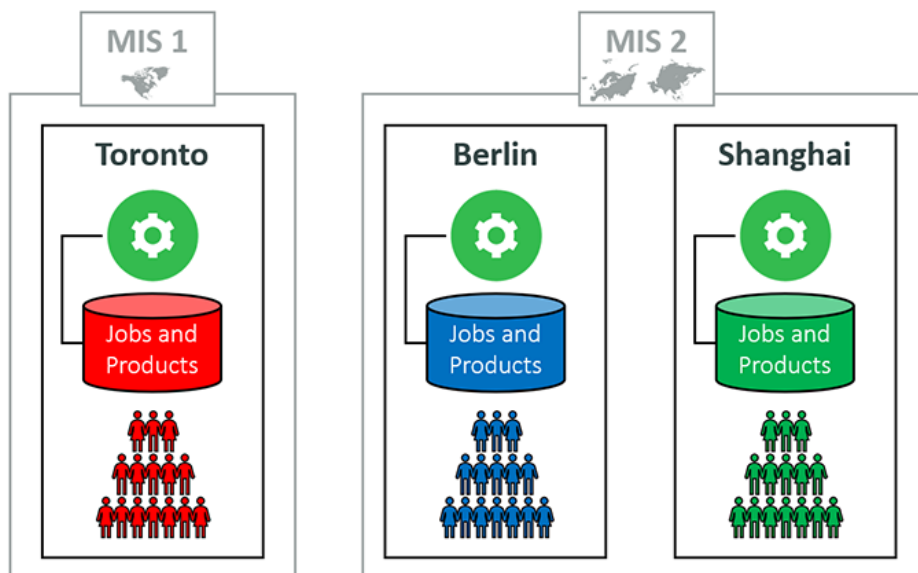 MIS 1
MIS 2
Toronto
Berlin
Shanghai
Jobs and
Products
Jobs and
Products
Jobs and
Products